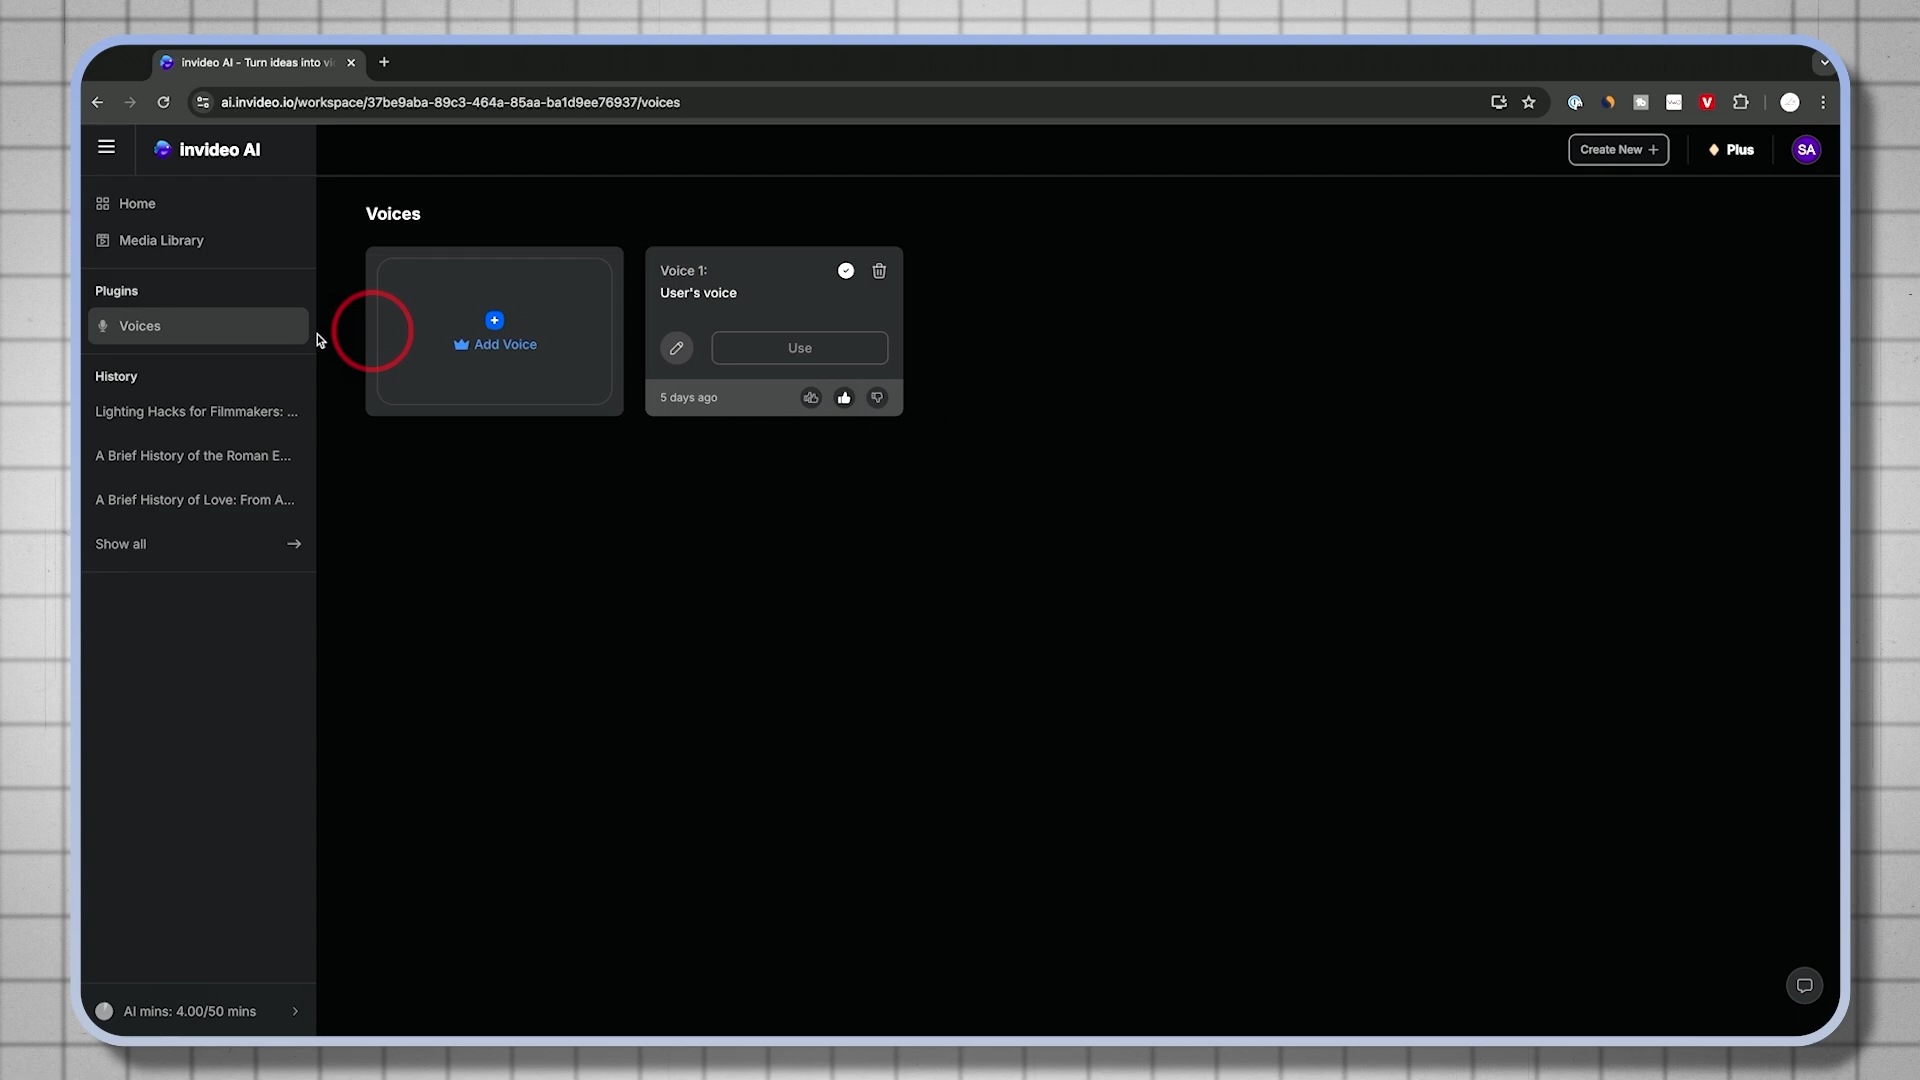 invideo AI - Turn ideas into vi
ai.invideo.io/workspace/37be9aba-89c3-464a-85aa-ba1d9ee76937/voices
invideo AI
Create New +
Plus
SA
Home
Media Library
Plugins
Voices
History
Lighting Hacks for Filmmakers: ...
A Brief History of the Roman E...
A Brief History of Love: From A...
Show all
AI mins: 4.00/50 mins
Voices
Add Voice
Voice 1:
User's voice
Use
5 days ago